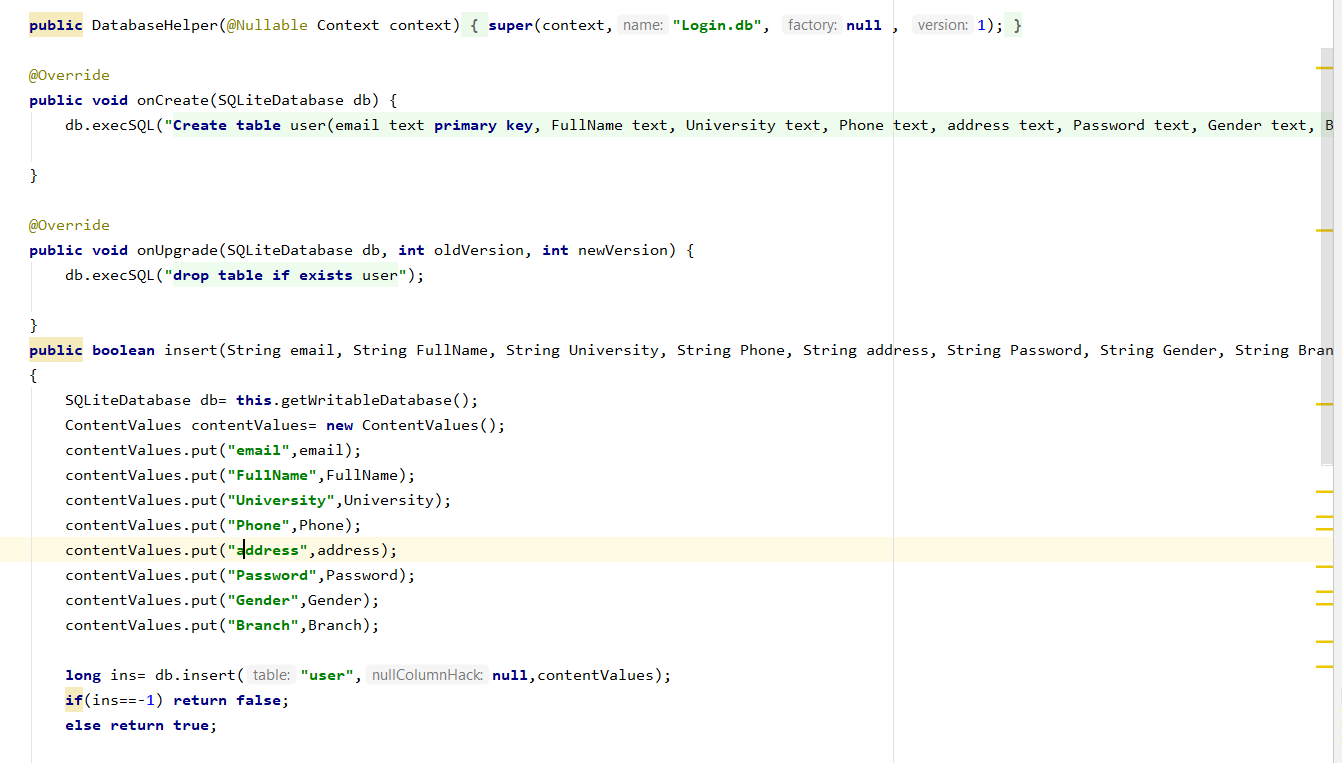 public DatabaseHelper(@Nullable Context context) { super(context, name: "Login.db", factory: null , version: 1); }
@Override
public void onCreate(SQLiteDatabase db) {
db.execSQL("Create table user(email text primary key, FullName text, University text, Phone text, address text, Password text, Gender text, B
}
@Override
public void onUpgrade(SQLiteDatabase db, int oldVersion, int newVersion) {
db.execSQL("drop table if exists user");
}
public boolean insert(String email, String FullName, String University, String Phone, String address, String Password, String Gender, String Bran
{
SQLiteDatabase db= this.getWritableDatabase();
ContentValues contentValues= new ContentValues();
contentValues.put("email",email);
contentValues.put("FullName",FullName);
contentValues.put("University",University);
contentValues.put("Phone",Phone);
contentValues.put("address",address);
contentValues.put("Password",Password);
contentValues.put("Gender",Gender);
contentValues.put("Branch",Branch);
long ins= db.insert( table: "user", nullColumnHack: null,contentValues);
if(ins==-1) return false;
else return true;